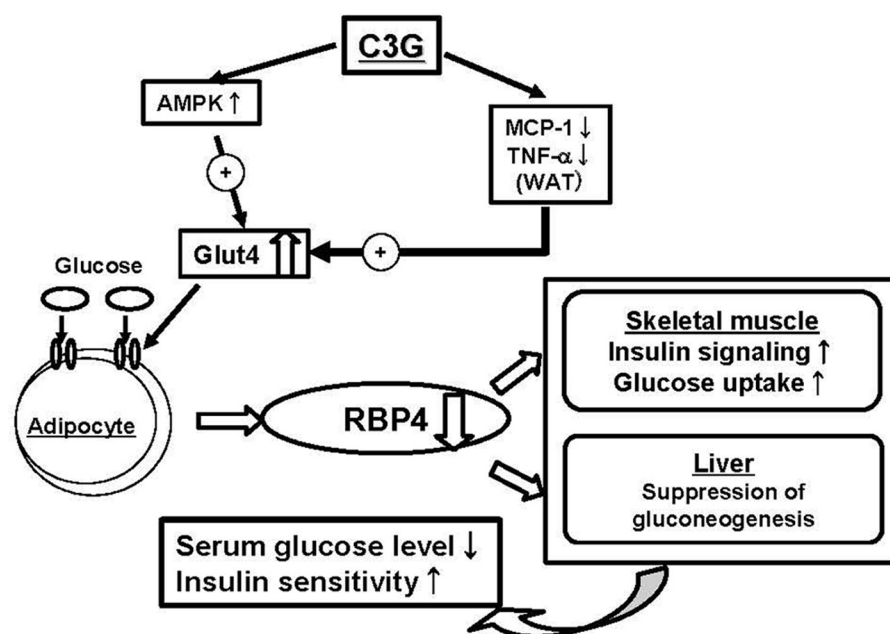 C3G
AMPK↑
MCP-1↓
TNF-α↓
(WAT)
+
Glut4
+
Glucose
Skeletal muscle
Insulin signaling ↑
Glucose uptake ↑
Adipocyte
RBP4
Liver
Suppression of
gluconeogenesis
Serum glucose level ↓
Insulin sensitivity ↑